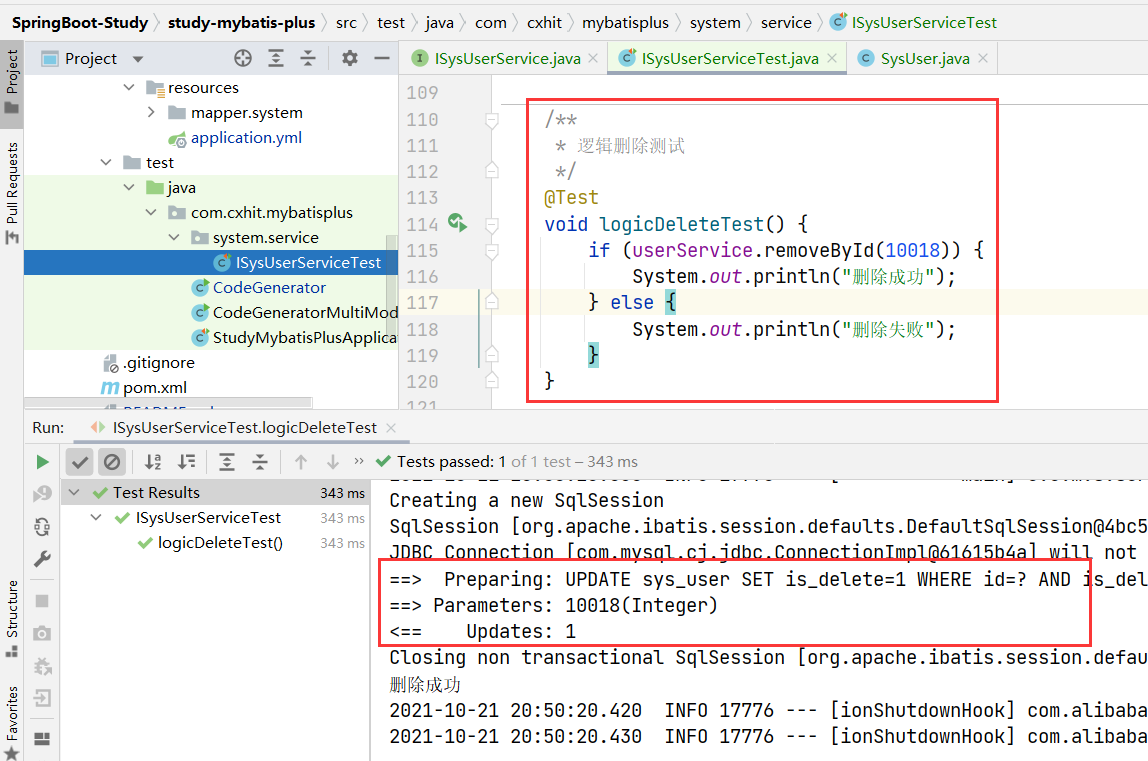 SpringBoot-Study study-mybatis-plus src test java com cxhit mybatisplus system service ISysUserServiceTest
Project
Pull Requests
Structure
Favorites
Project
resources
mapper.system
application.yml
test
java
com.cxhit.mybatisplus
system.service
ISysUserServiceTest
CodeGenerator
CodeGeneratorMultiMod
StudyMybatisPlusApplica
.gitignore
pom.xml
ISysUserService.java ISysUserServiceTest.java SysUser.java
109
110 /**
111 * 逻辑删除测试
112 */
113 @Test
114 void logicDeleteTest() {
115 if (userService.removeById(10018)) {
116 System.out.println("删除成功");
117 } else {
118 System.out.println("删除失败");
119 }
120 }
121
Run: ISysUserServiceTest.logicDeleteTest
Tests passed: 1 of 1 test – 343 ms
Test Results 343 ms
ISysUserServiceTest 343 ms
logicDeleteTest() 343 ms
Creating a new SqlSession
SqlSession [org.apache.ibatis.session.defaults.DefaultSqlSession@4bc5
JDBC Connection [com.mysql.cj.jdbc.ConnectionImpl@61615b4a] will not
==> Preparing: UPDATE sys_user SET is_delete=1 WHERE id=? AND is_del
==> Parameters: 10018(Integer)
<== Updates: 1
Closing non transactional SqlSession [org.apache.ibatis.session.defau
删除成功
2021-10-21 20:50:20.420 INFO 17776 --- [ionShutdownHook] com.alibaba
2021-10-21 20:50:20.430 INFO 17776 --- [ionShutdownHook] com.alibaba